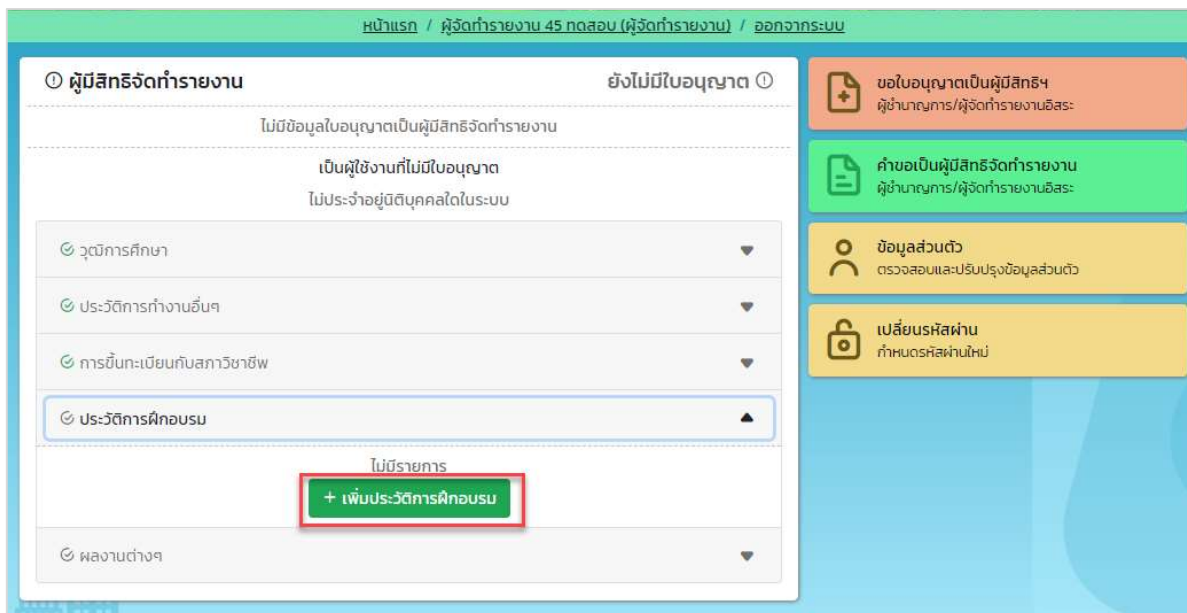 หน้าแรก / ผู้จัดทำรายงาน 45 ทดสอบ (ผู้จัดทำรายงาน) / ออกจากระบบ
ผู้มีสิทธิจัดทำรายงาน
ยังไม่มีใบอนุญาต
ไม่มีข้อมูลใบอนุญาตเป็นผู้มีสิทธิจัดทำรายงาน
เป็นผู้ใช้งานที่ไม่มีใบอนุญาต
ไม่ประจำอยู่นิติบุคคลใดในระบบ
วุฒิการศึกษา
ประวัติการทำงานอื่นๆ
การขึ้นทะเบียนกับสภาวิชาชีพ
ประวัติการฝึกอบรม
ไม่มีรายการ
+ เพิ่มประวัติการฝึกอบรม
ผลงานต่างๆ
ขอใบอนุญาตเป็นผู้มีสิทธิฯ
ผู้ชำนาญการ/ผู้จัดทำรายงานอิสระ
คำขอเป็นผู้มีสิทธิจัดทำรายงาน
ผู้ชำนาญการ/ผู้จัดทำรายงานอิสระ
ข้อมูลส่วนตัว
ตรวจสอบและปรับปรุงข้อมูลส่วนตัว
เปลี่ยนรหัสผ่าน
กำหนดรหัสผ่านใหม่